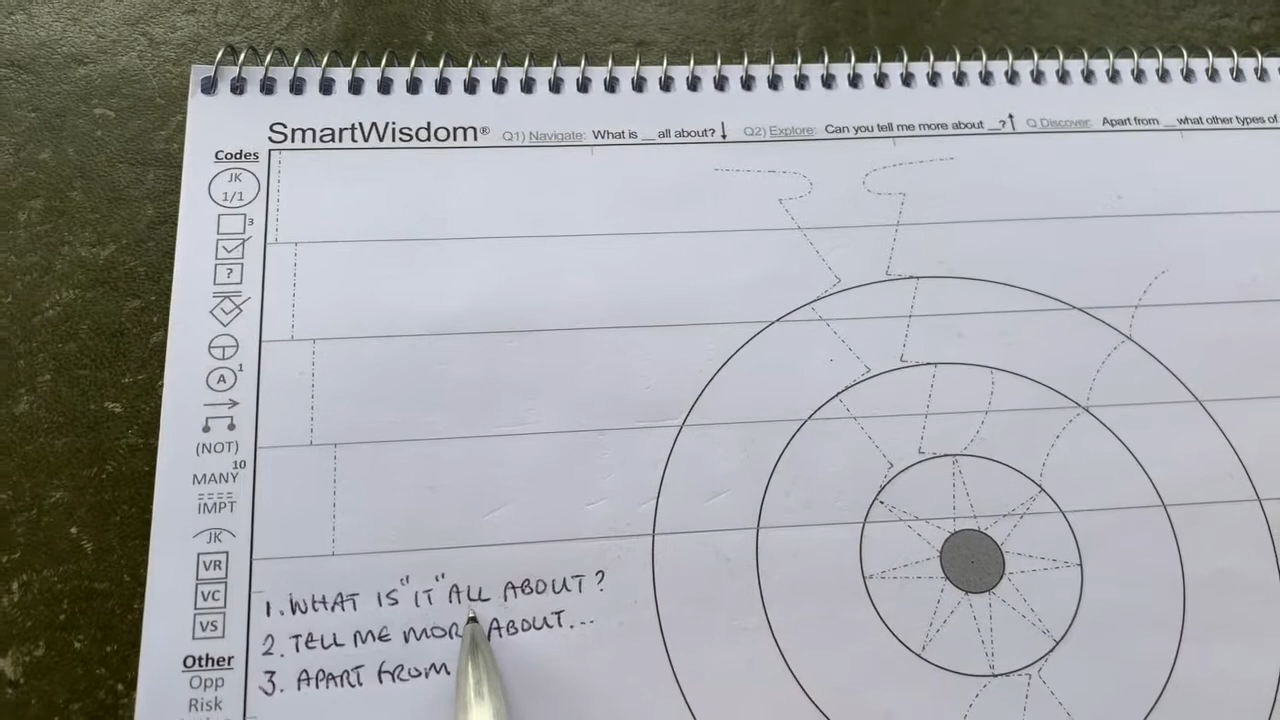 SmartWisdom® Q1) Navigate: What is __ all about? Q2) Explore: Can you tell me more about __? Q Discover: Apart from __ what other types of
Codes
JK
1/1
3
?
A 1
(NOT)
MANY 10
IMPT
JK
VR
VC
VS
Other
Opp
Risk
1. WHAT IS "IT" ALL ABOUT?
2. TELL ME MORE ABOUT...
3. APART FROM